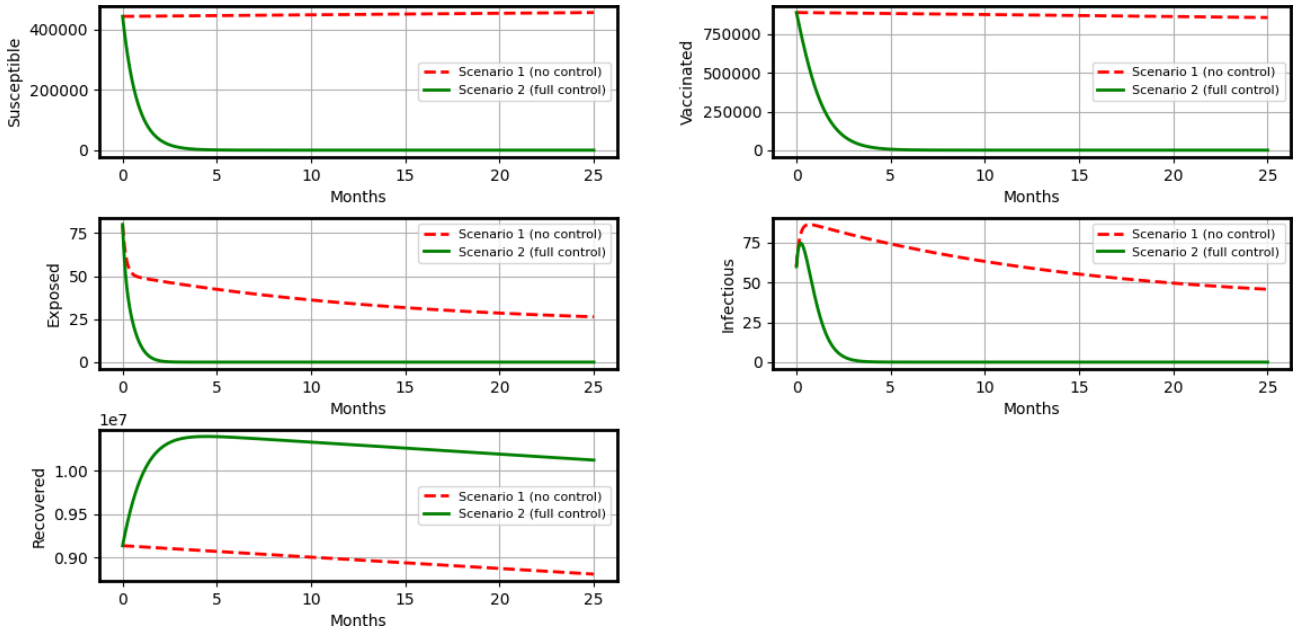 Susceptible
400000
200000
0
Scenario 1 (no control)
Scenario 2 (full control)
0 5 10 15 20 25
Months
Vaccinated
750000
500000
250000
0
Scenario 1 (no control)
Scenario 2 (full control)
0 5 10 15 20 25
Months
Exposed
75
50
25
0
Scenario 1 (no control)
Scenario 2 (full control)
0 5 10 15 20 25
Months
Infectious
75
50
25
0
Scenario 1 (no control)
Scenario 2 (full control)
0 5 10 15 20 25
Months
1e7
Recovered
1.00
0.95
0.90
Scenario 1 (no control)
Scenario 2 (full control)
0 5 10 15 20 25
Months